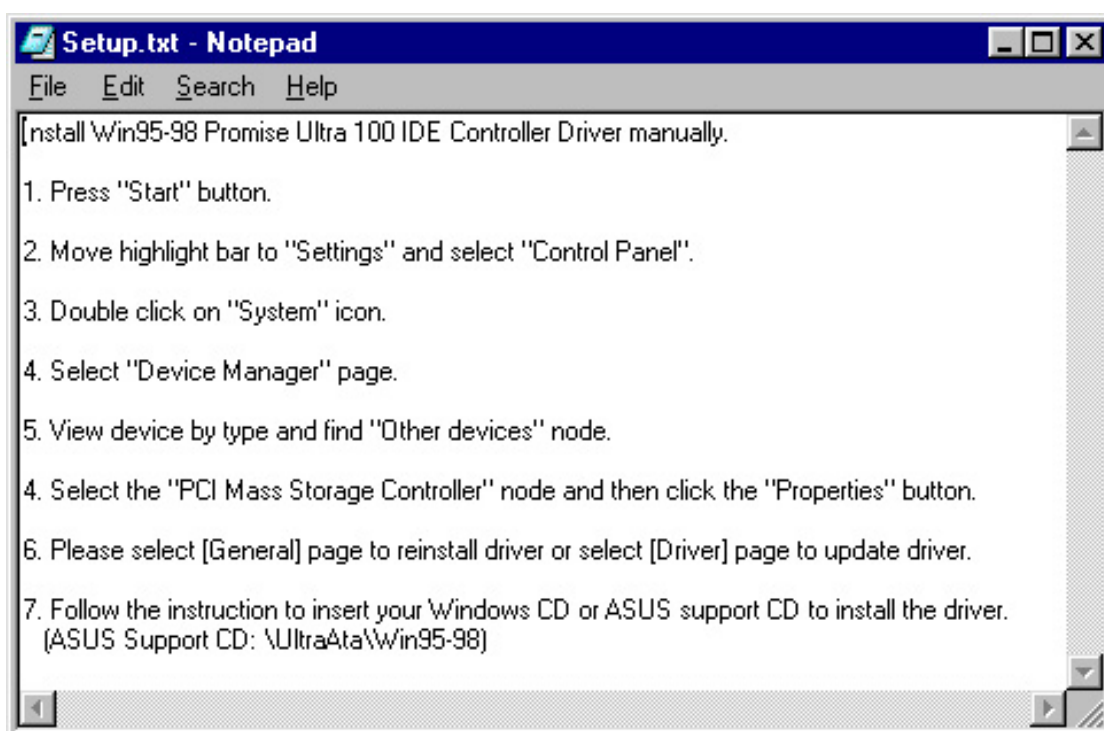 Setup.txt - Notepad
File Edit Search Help
Install Win95-98 Promise Ultra 100 IDE Controller Driver manually.
1. Press "Start" button.
2. Move highlight bar to "Settings" and select "Control Panel".
3. Double click on "System" icon.
4. Select "Device Manager" page.
5. View device by type and find "Other devices" node.
4. Select the "PCI Mass Storage Controller" node and then click the "Properties" button.
6. Please select [General] page to reinstall driver or select [Driver] page to update driver.
7. Follow the instruction to insert your Windows CD or ASUS support CD to install the driver.
(ASUS Support CD: \UltraAta\Win95-98)